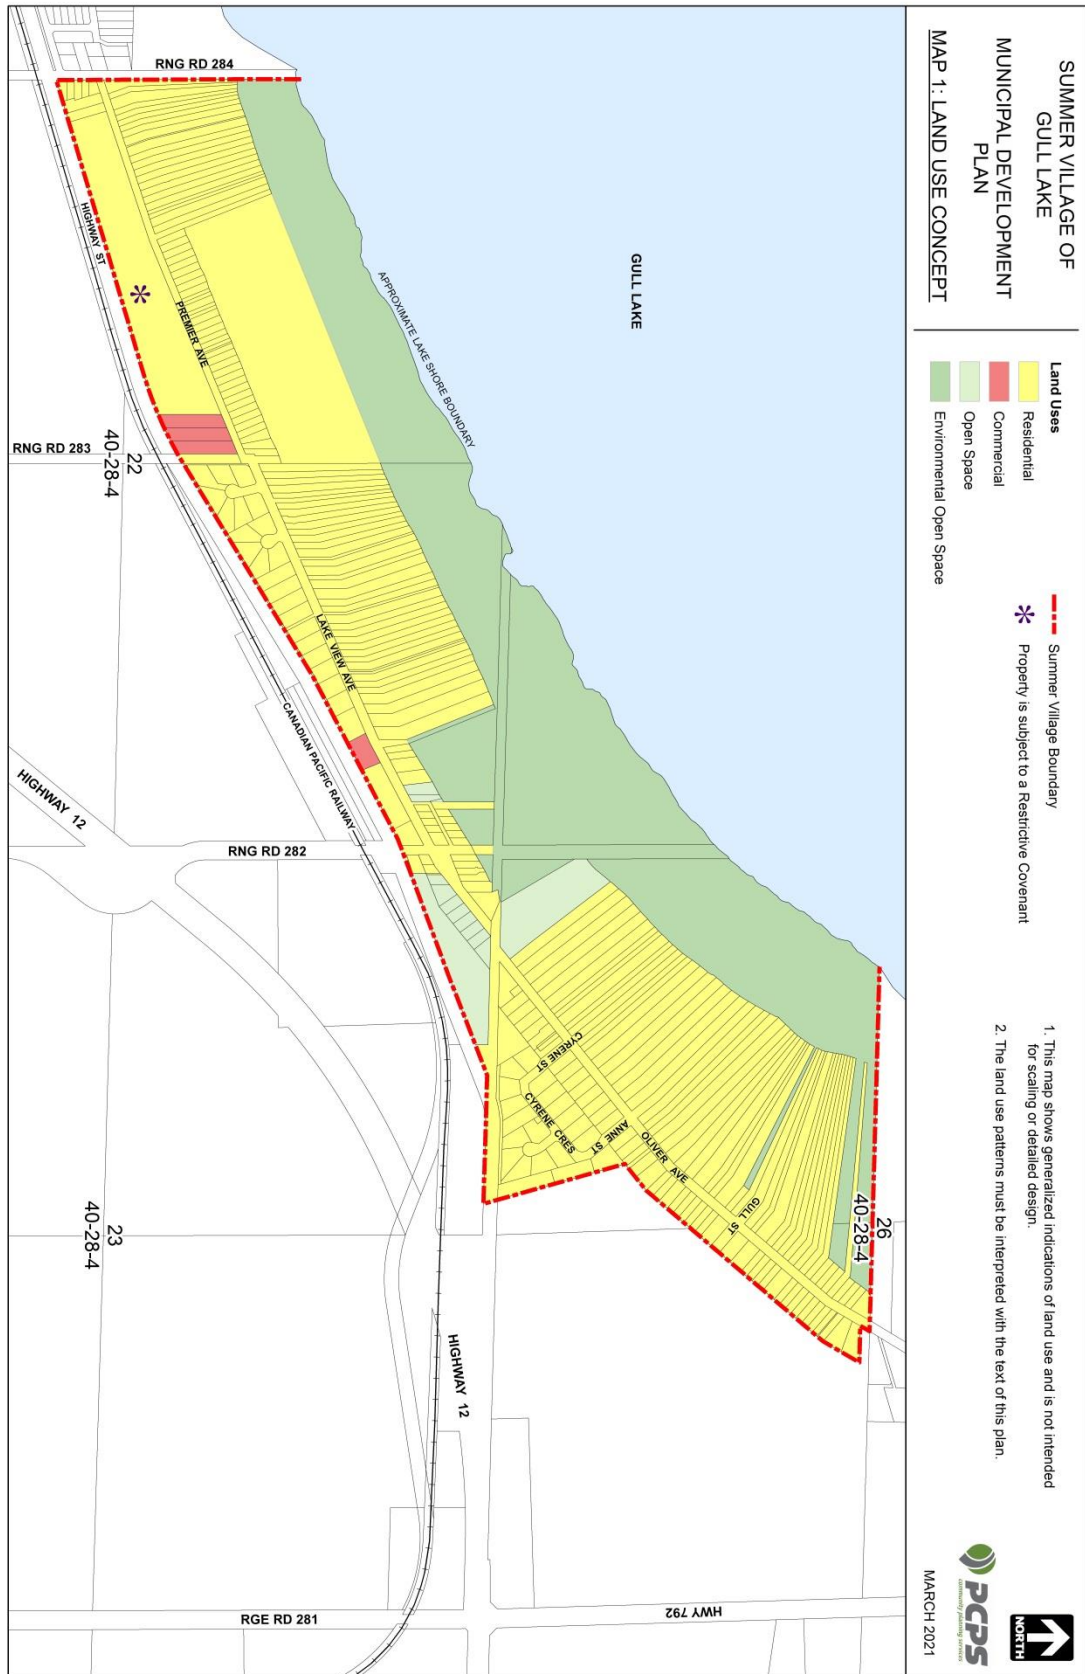 SUMMER VILLAGE OF
GULL LAKE
MUNICIPAL DEVELOPMENT
PLAN
MAP 1: LAND USE CONCEPT
Land Uses
Residential
Commercial
Open Space
Environmental Open Space
Summer Village Boundary
Property is subject to a Restrictive Covenant
1. This map shows generalized indications of land use and is not intended
for scaling or detailed design.
2. The land use patterns must be interpreted with the text of this plan.
NORTH
PCPS
community planning services
MARCH 2021
GULL LAKE
APPROXIMATE LAKE SHORE BOUNDARY
RNG RD 284
HIGHWAY ST
PREMIER AVE
RNG RD 283
22
40-28-4
LAKE VIEW AVE
CANADIAN PACIFIC RAILWAY
HIGHWAY 12
RNG RD 282
CYRENE ST
CYRENE CRES
ANNE ST
OLIVER AVE
GULL ST
26
40-28-4
23
40-28-4
HIGHWAY 12
HWY 792
RGE RD 281